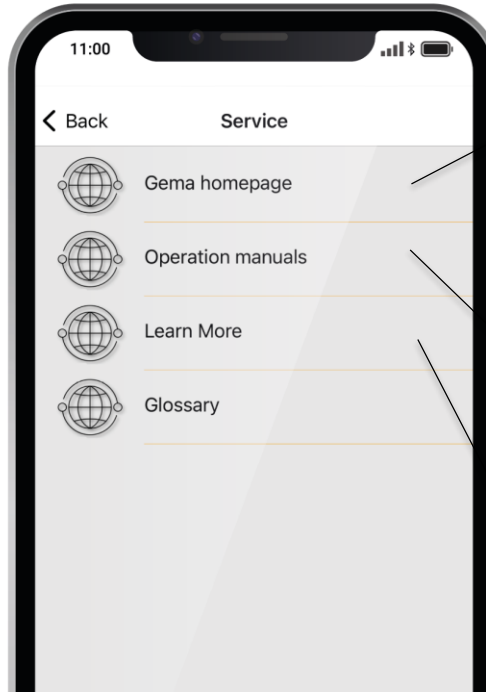 11:00
Back
Service
Gema homepage
Operation manuals
Learn More
Glossary